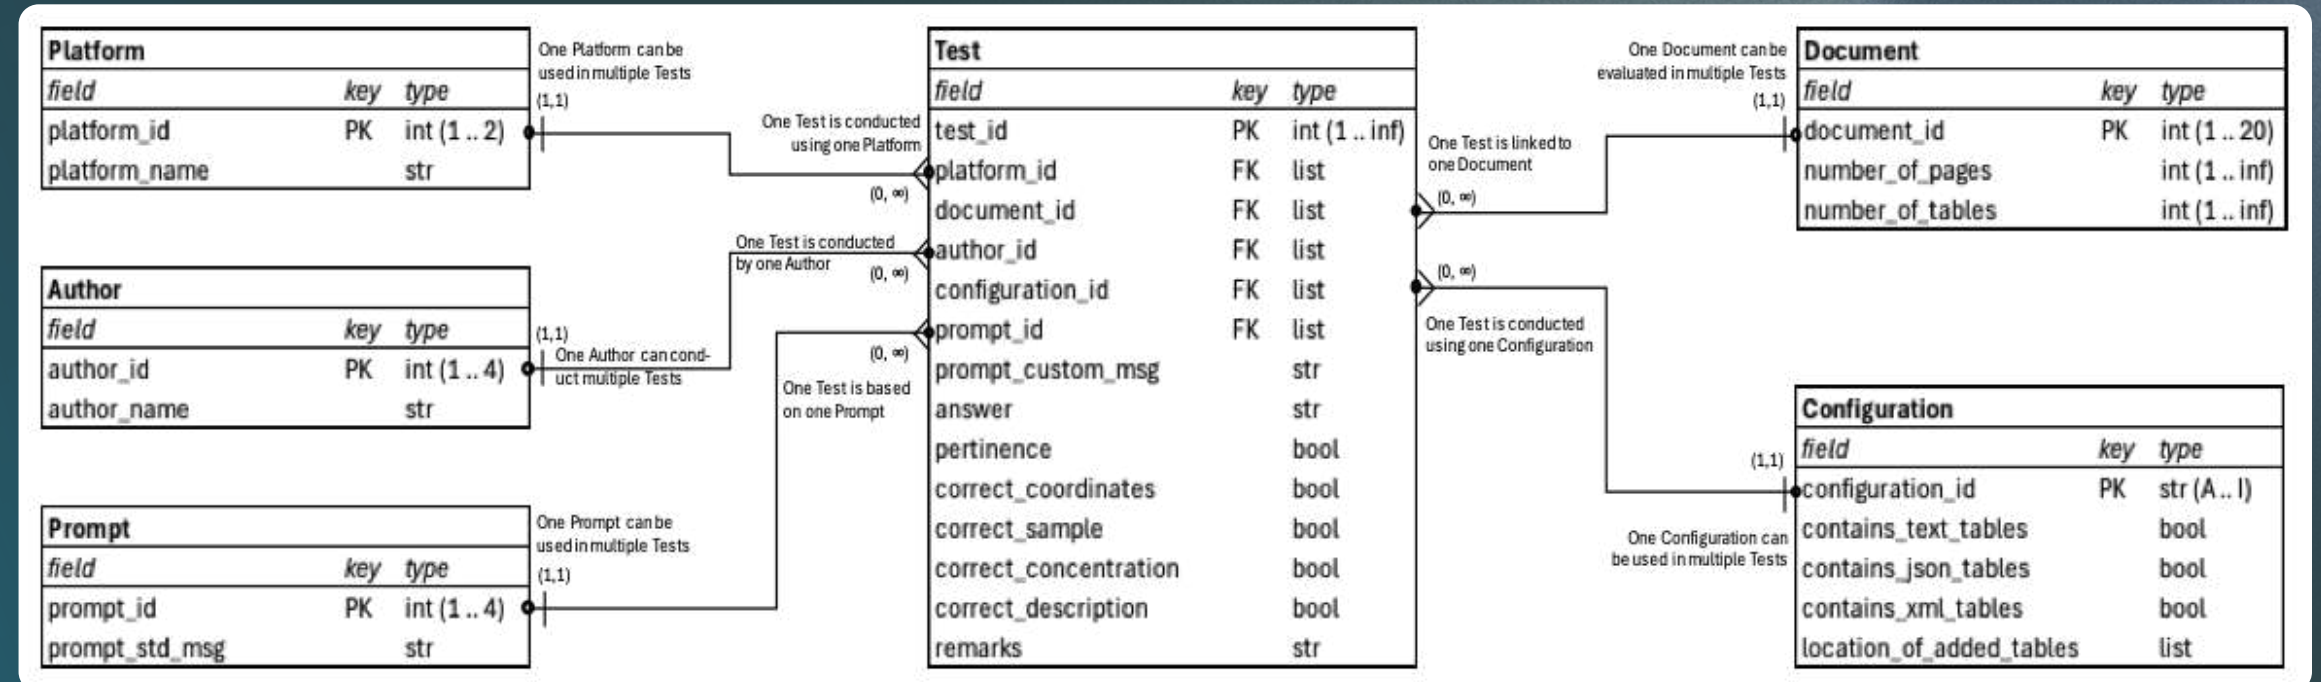 Platform
field key type
platform_id PK int (1 .. 2)
platform_name str
One Platform can be
used in multiple Tests
(1,1)
One Test is conducted
using one Platform
(0, ∞)
Author
field key type
author_id PK int (1 .. 4)
author_name str
(1,1)
One Author can cond-
uct multiple Tests
One Test is conducted
by one Author
(0, ∞)
Prompt
field key type
prompt_id PK int (1 .. 4)
prompt_std_msg str
One Prompt can be
used in multiple Tests
(1,1)
(0, ∞)
One Test is based
on one Prompt
Test
field key type
test_id PK int (1 .. inf)
platform_id FK list
document_id FK list
author_id FK list
configuration_id FK list
prompt_id FK list
prompt_custom_msg str
answer str
pertinence bool
correct_coordinates bool
correct_sample bool
correct_concentration bool
correct_description bool
remarks str
One Test is linked to
one Document
(0, ∞)
(0, ∞)
One Test is conducted
using one Configuration
One Document can be
evaluated in multiple Tests
(1,1)
Document
field key type
document_id PK int (1 .. 20)
number_of_pages int (1 .. inf)
number_of_tables int (1 .. inf)
(1,1)
One Configuration can
be used in multiple Tests
Configuration
field key type
configuration_id PK str (A .. I)
contains_text_tables bool
contains_json_tables bool
contains_xml_tables bool
location_of_added_tables list